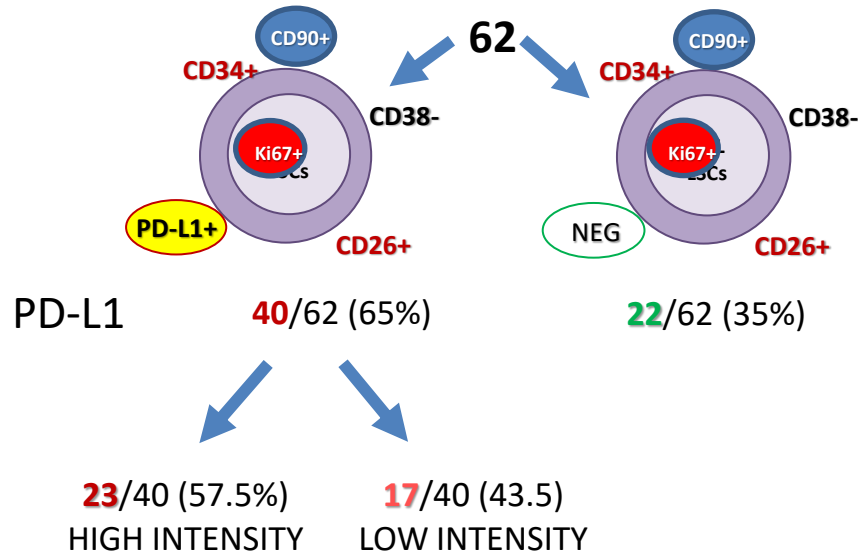 62
CD90+
CD34+
CD38-
Ki67+
PD-L1+
CD26+
CD90+
CD34+
CD38-
Ki67+
LSCs
NEG
CD26+
PD-L1
40/62 (65%)
22/62 (35%)
23/40 (57.5%)
HIGH INTENSITY
17/40 (43.5)
LOW INTENSITY